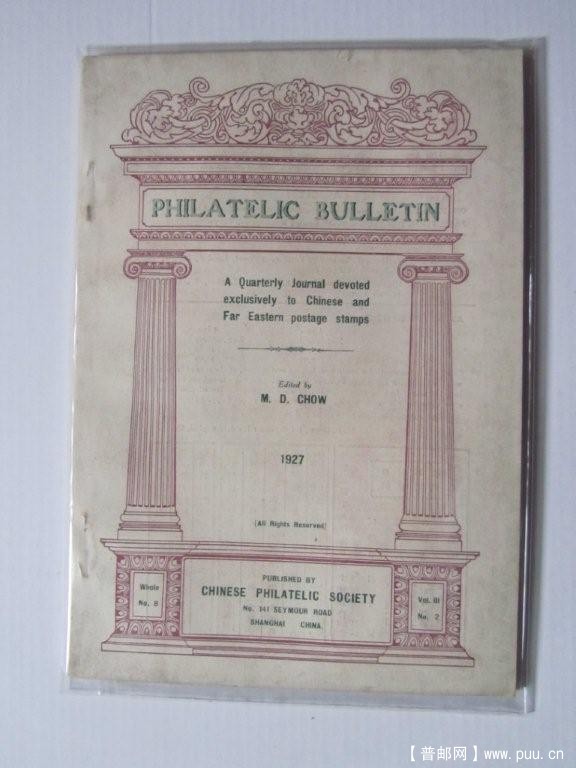 PHILATELIC BULLETIN
A Quarterly Journal devoted
exclusively to Chinese and
Far Eastern postage stamps
Edited by
M. D. CHOW
1927
(All Rights Reserved)
Whole
No. 8
PUBLISHED BY
CHINESE PHILATELIC SOCIETY
No. 141 SEYMOUR ROAD
SHANGHAI CHINA.
Vol. III
No. 2
【普邮网】www.puu.cn